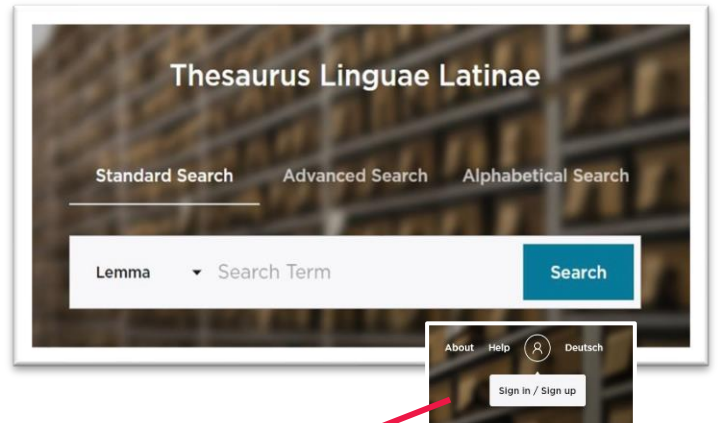 Thesaurus Linguae Latinae
Standard Search Advanced Search Alphabetical Search
Lemma Search Term Search
About Help Deutsch
Sign in / Sign up